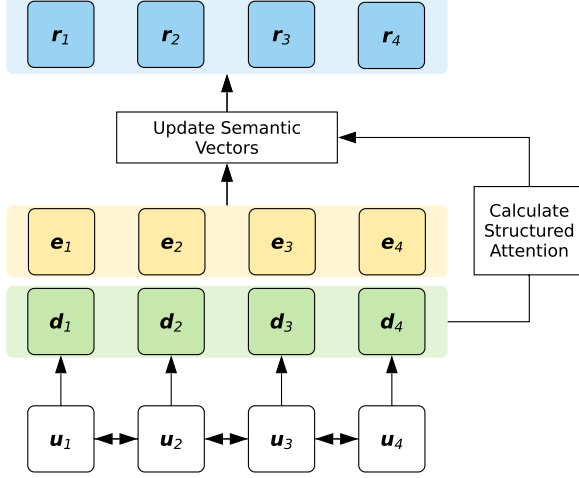 r1 r2 r3 r4
Update Semantic
Vectors
e1 e2 e3 e4
Calculate
Structured
Attention
d1 d2 d3 d4
u1 u2 u3 u4